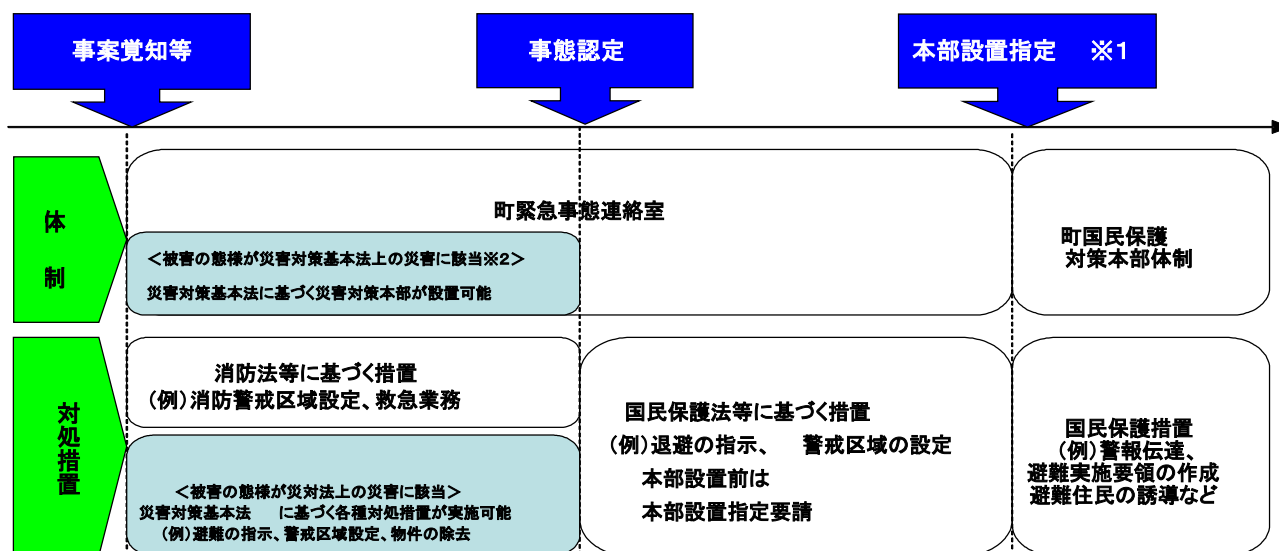 事案覚知等
事態認定
本部設置指定　※1
体
制
町緊急事態連絡室
＜被害の態様が災害対策基本法上の災害に該当※2＞
災害対策基本法に基づく災害対策本部が設置可能
町国民保護
対策本部体制
対処措置
消防法等に基づく措置
（例）消防警戒区域設定、救急業務
＜被害の態様が災対法上の災害に該当＞
災害対策基本法　に基づく各種対処措置が実施可能
（例）避難の指示、警戒区域設定、物件の除去
国民保護法等に基づく措置
（例）退避の指示、　警戒区域の設定
本部設置前は
本部設置指定要請
国民保護措置
（例）警報伝達、
避難実施要領の作成
避難住民の誘導など